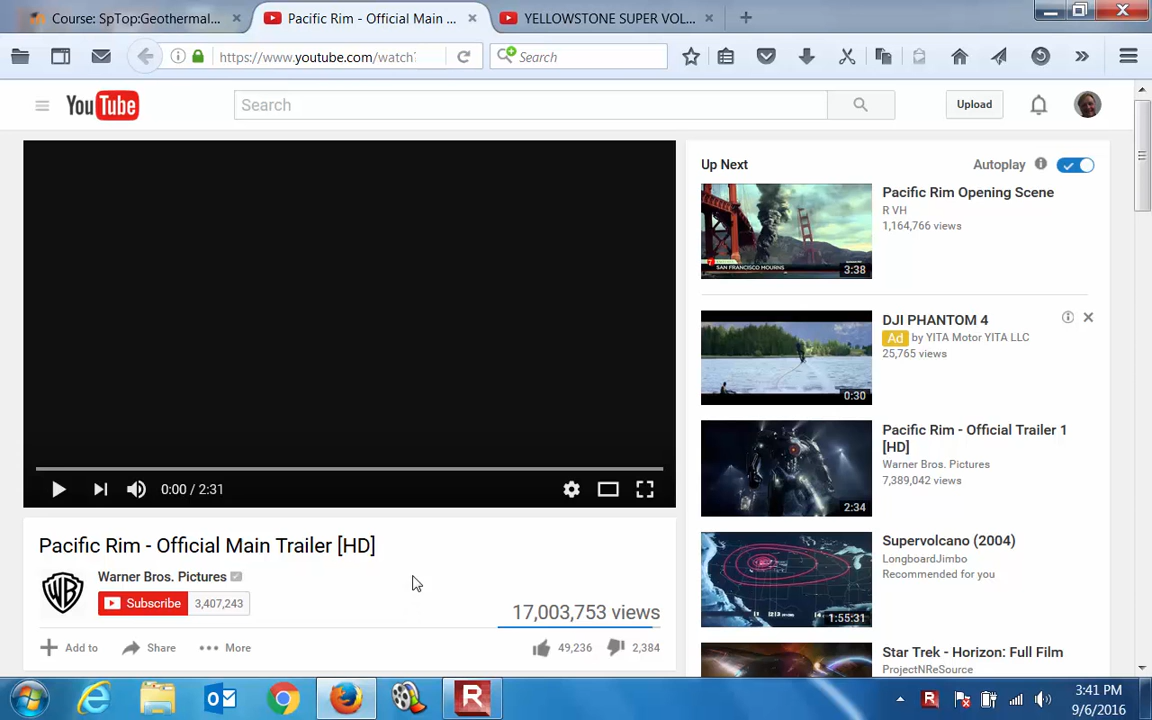 Course: SpTop:Geothermal...
Pacific Rim - Official Main ...
YELLOWSTONE SUPER VOL...
https://www.youtube.com/watch?
Search
YouTube
Search
Upload
Up Next
Autoplay
Pacific Rim Opening Scene
R VH
1,164,766 views
SAN FRANCISCO MOURNS
3:38
DJI PHANTOM 4
Ad by YITA Motor YITA LLC
25,765 views
0:30
Pacific Rim - Official Trailer 1
[HD]
Warner Bros. Pictures
7,389,042 views
2:34
Supervolcano (2004)
LongboardJimbo
Recommended for you
1:55:31
Star Trek - Horizon: Full Film
ProjectNReSource
0:00 / 2:31
Pacific Rim - Official Main Trailer [HD]
Warner Bros. Pictures
Subscribe 3,407,243
17,003,753 views
Add to
Share
More
49,236
2,384
3:41 PM
9/6/2016